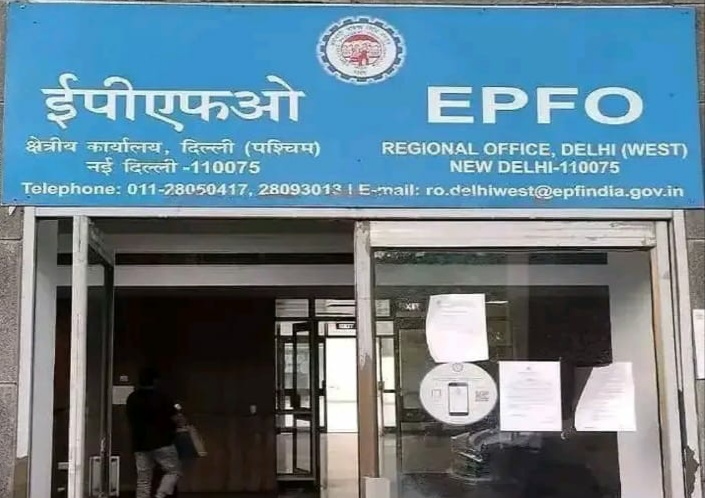 ईपीएफओ
क्षेत्रीय कार्यालय, दिल्ली (पश्चिम)
नई दिल्ली -110075
EPFO
REGIONAL OFFICE, DELHI (WEST)
NEW DELHI-110075
Telephone: 011-28050417, 28093013 | E-mail: ro.delhiwest@epfindia.gov.in